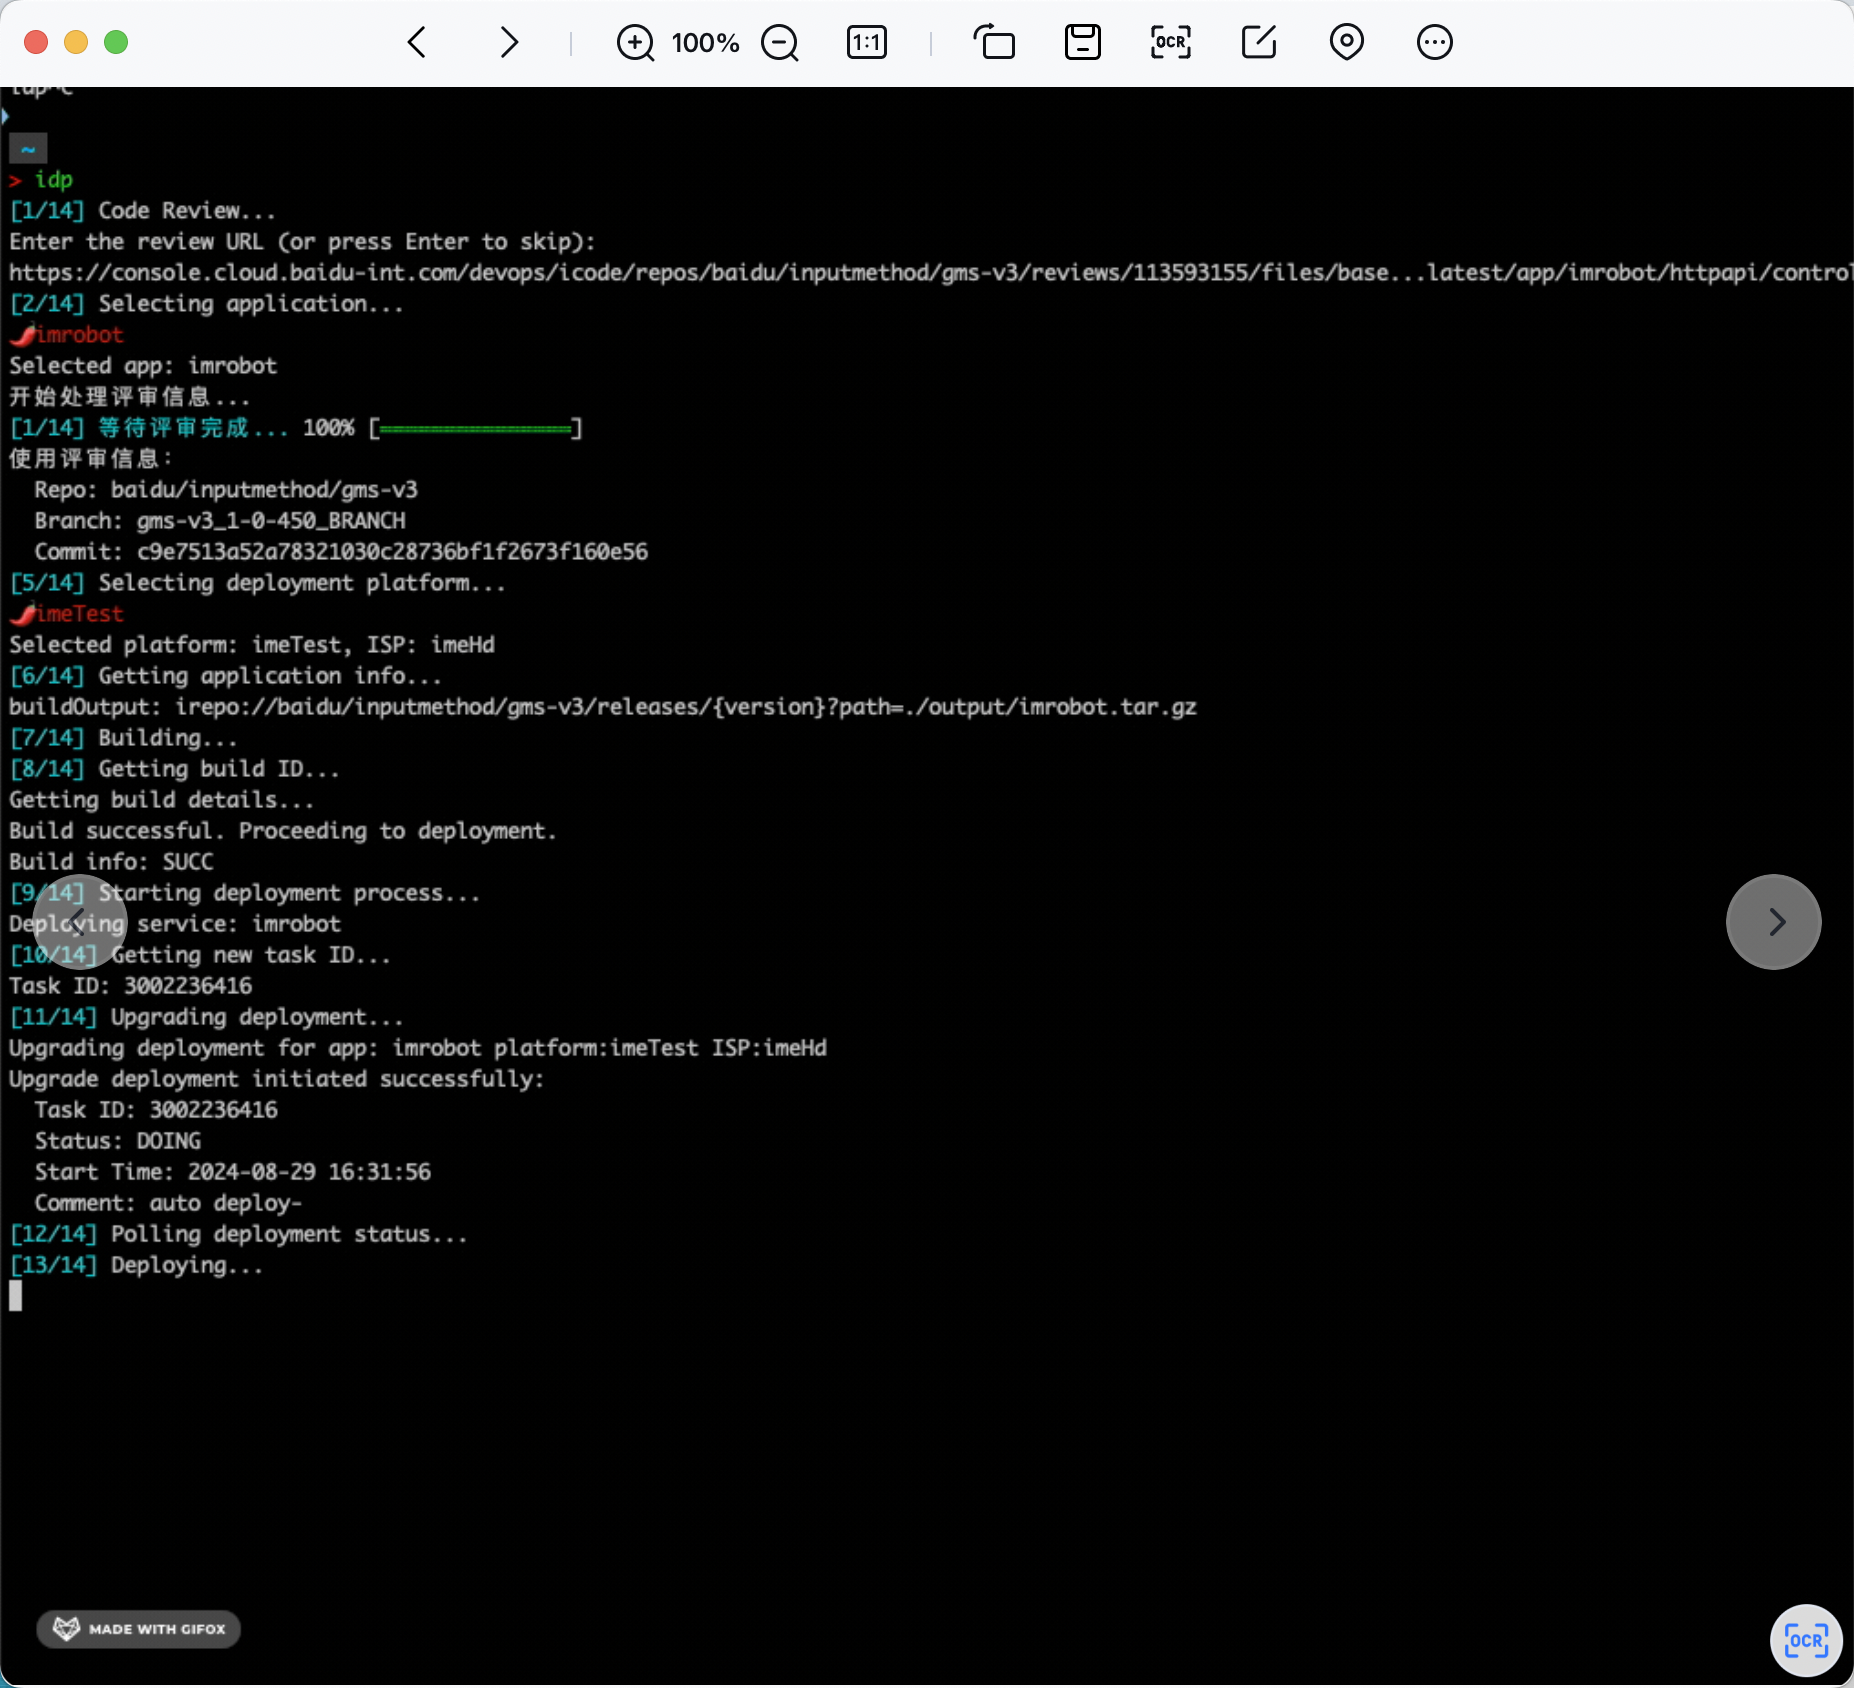 100%
1:1
OCR
idp^C
~
> idp
[1/14] Code Review...
Enter the review URL (or press Enter to skip):
https://console.cloud.baidu-int.com/devops/icode/repos/baidu/inputmethod/gms-v3/reviews/113593155/files/base...latest/app/imrobot/httpapi/control
[2/14] Selecting application...
imrobot
Selected app: imrobot
开始处理评审信息...
[1/14] 等待评审完成... 100% [===============]
使用评审信息:
Repo: baidu/inputmethod/gms-v3
Branch: gms-v3_1-0-450_BRANCH
Commit: c9e7513a52a78321030c28736bf1f2673f160e56
[5/14] Selecting deployment platform...
imeTest
Selected platform: imeTest, ISP: imeHd
[6/14] Getting application info...
buildOutput: irepo://baidu/inputmethod/gms-v3/releases/{version}?path=./output/imrobot.tar.gz
[7/14] Building...
[8/14] Getting build ID...
Getting build details...
Build successful. Proceeding to deployment.
Build info: SUCC
[9/14] Starting deployment process...
Deploying service: imrobot
[10/14] Getting new task ID...
Task ID: 3002236416
[11/14] Upgrading deployment...
Upgrading deployment for app: imrobot platform:imeTest ISP:imeHd
Upgrade deployment initiated successfully:
Task ID: 3002236416
Status: DOING
Start Time: 2024-08-29 16:31:56
Comment: auto deploy-
[12/14] Polling deployment status...
[13/14] Deploying...
MADE WITH GIFOX
OCR